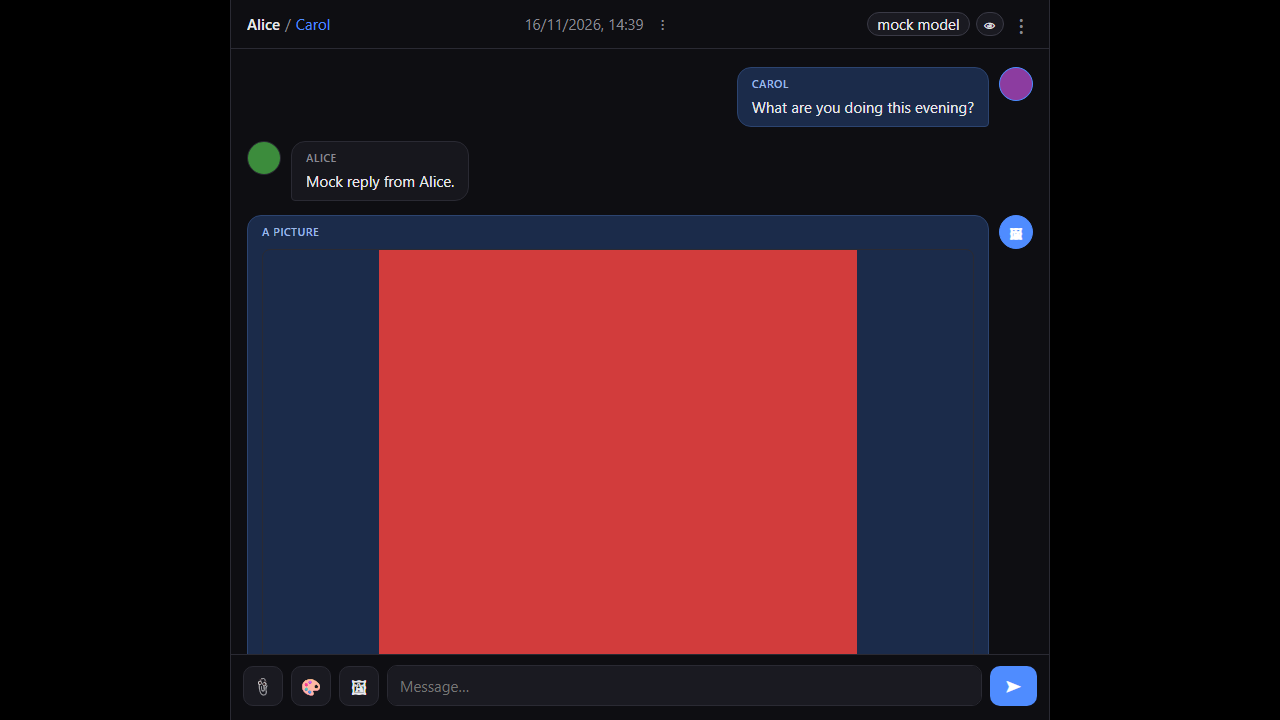 Alice / Carol
16/11/2026, 14:39
mock model
CAROL
What are you doing this evening?
ALICE
Mock reply from Alice.
A PICTURE
Message...